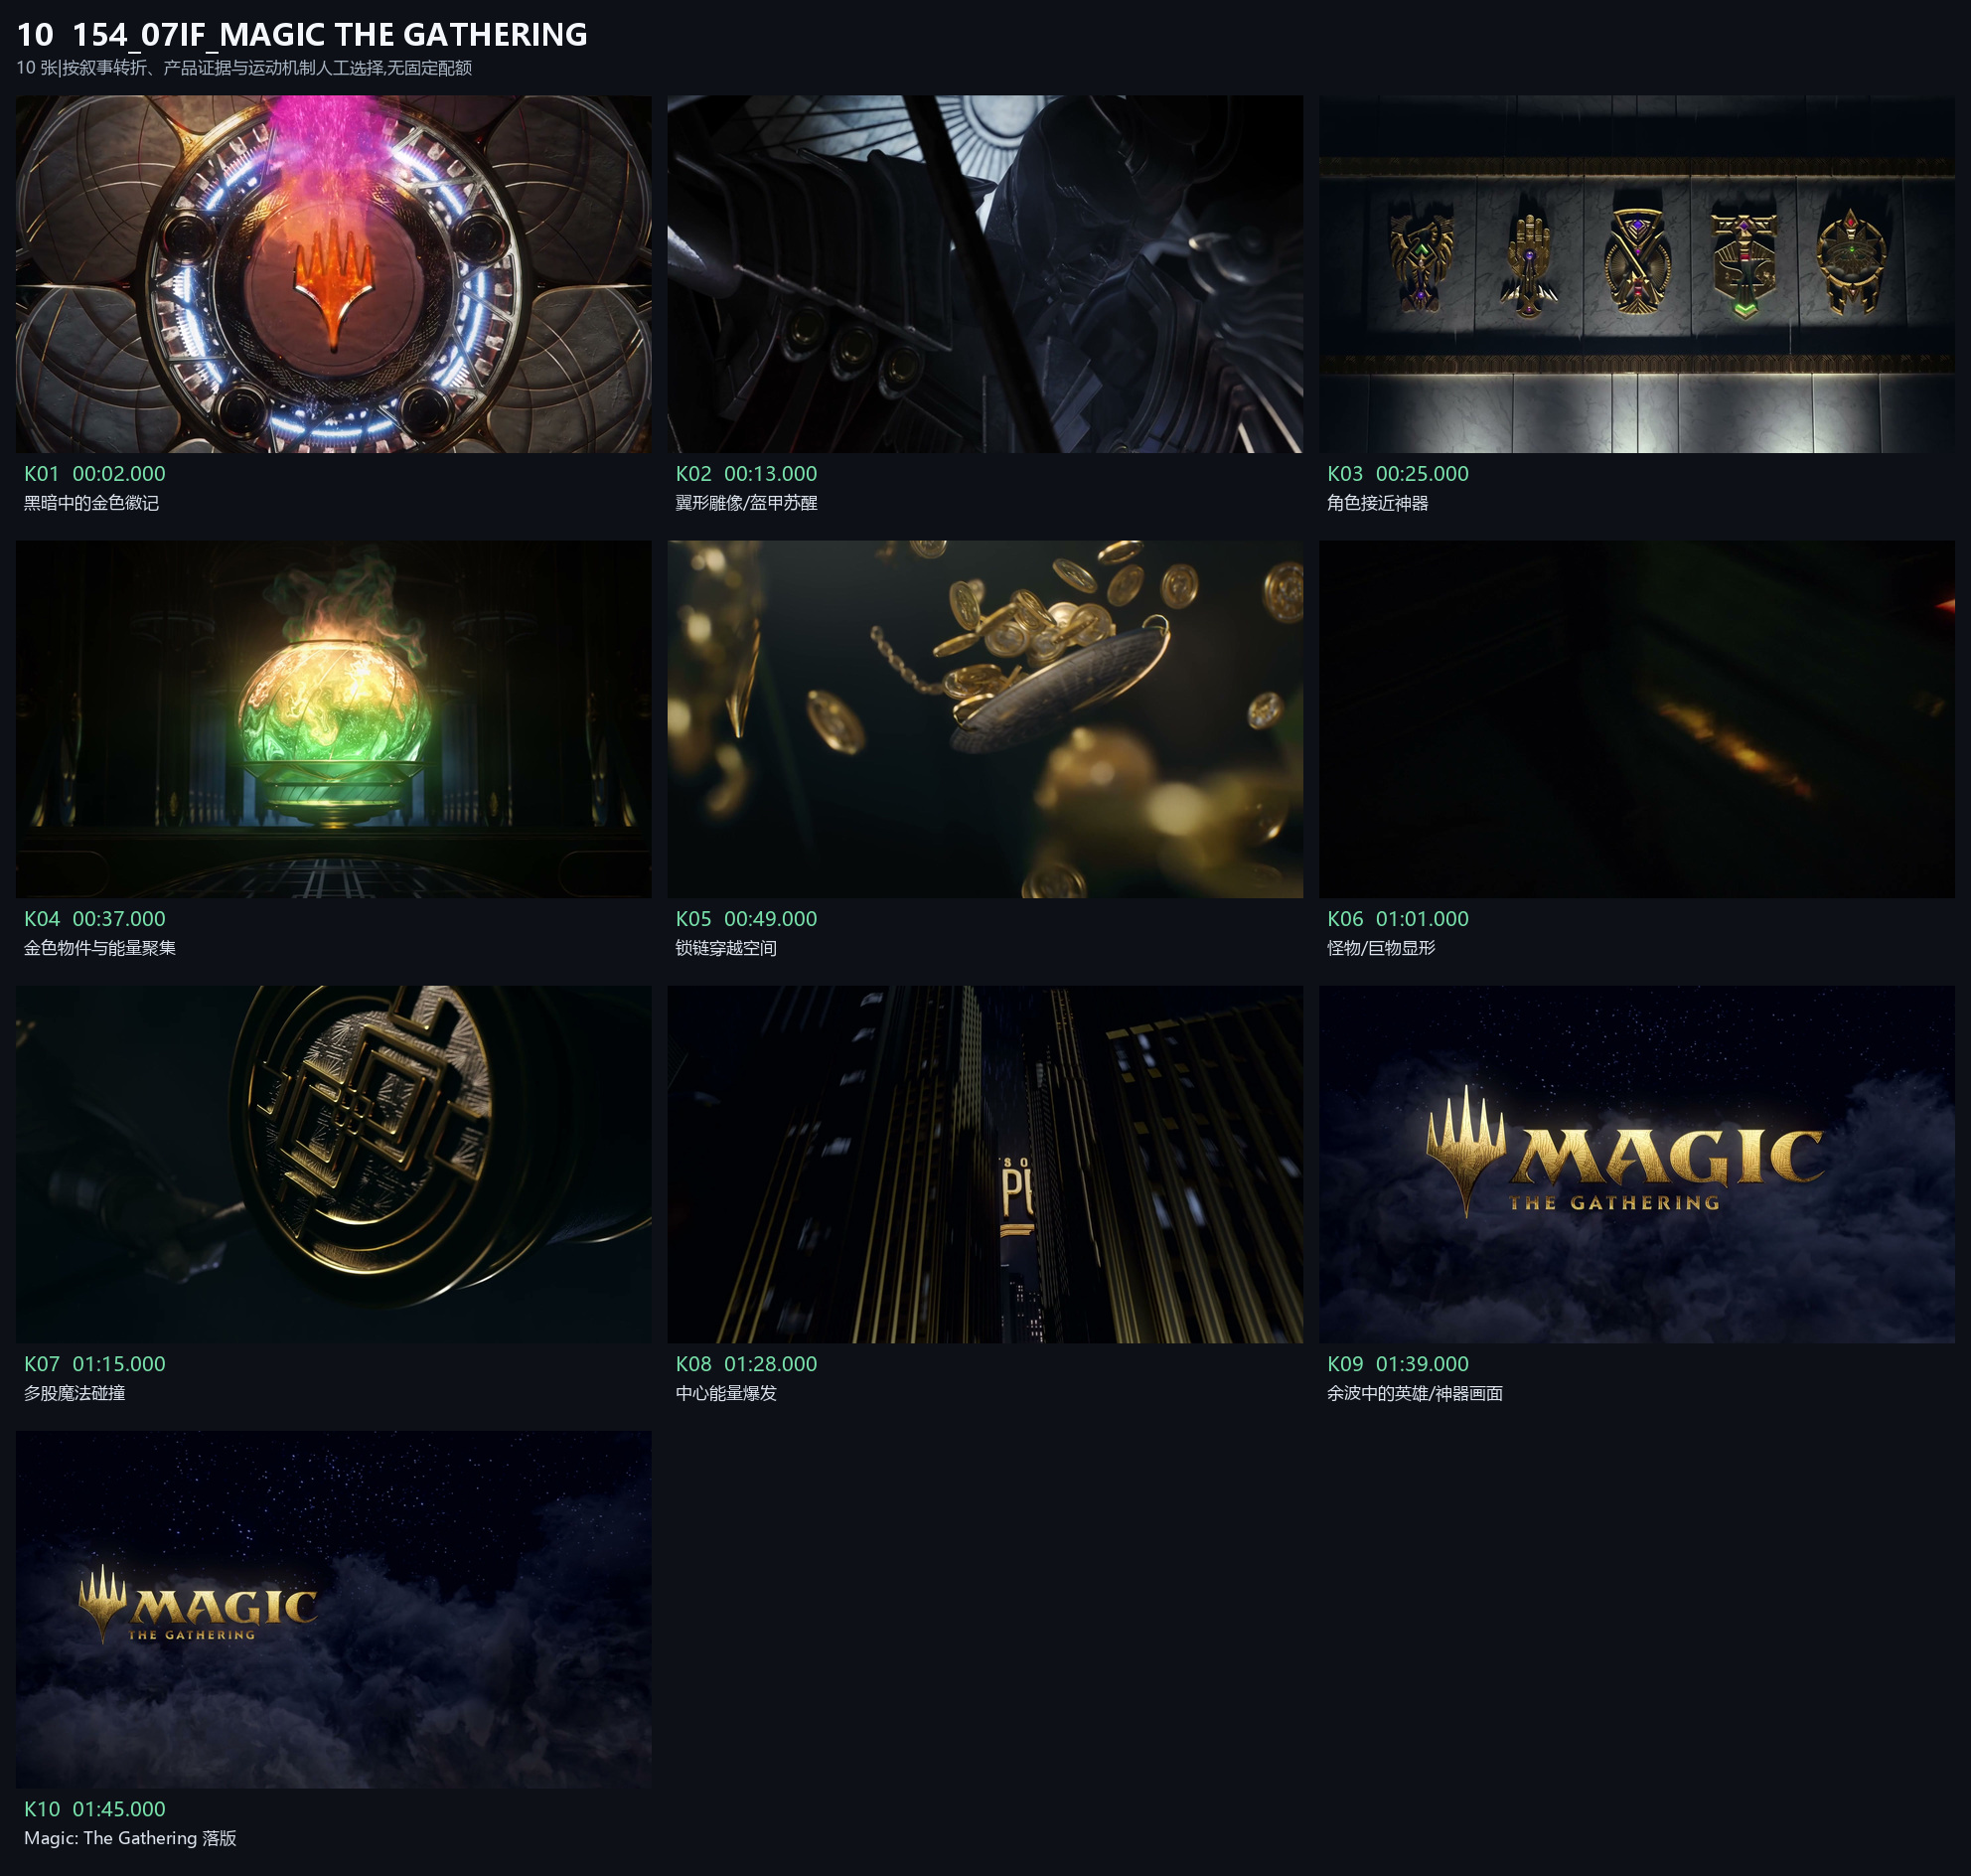 10 154_07IF_MAGIC THE GATHERING
10 张|按叙事转折、产品证据与运动机制人工选择,无固定配额
K01 00:02.000
黑暗中的金色徽记
K02 00:13.000
翼形雕像/盔甲苏醒
K03 00:25.000
角色接近神器
K04 00:37.000
金色物件与能量聚集
K05 00:49.000
锁链穿越空间
K06 01:01.000
怪物/巨物显形
K07 01:15.000
多股魔法碰撞
SO
PU
K08 01:28.000
中心能量爆发
MAGIC
THE GATHERING
K09 01:39.000
余波中的英雄/神器画面
MAGIC
THE GATHERING
K10 01:45.000
Magic: The Gathering 落版